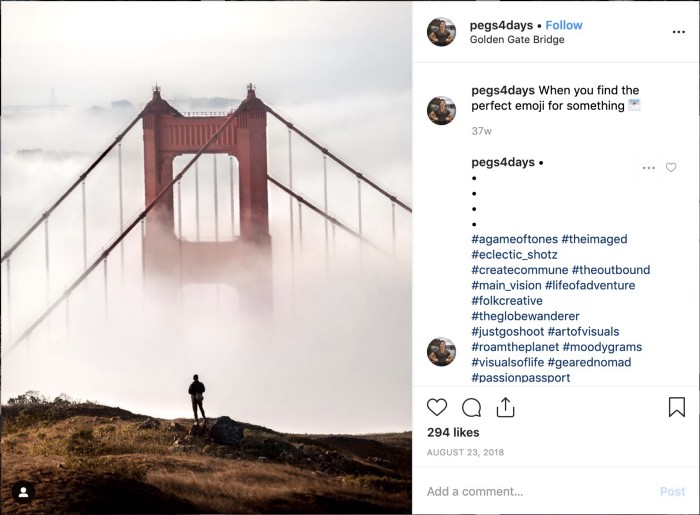 pegs4days • Follow
Golden Gate Bridge
pegs4days When you find the
perfect emoji for something 🌁
37w
pegs4days •
•
•
•
•
#agameoftones #theimaged
#eclectic_shotz
#createcommune #theoutbound
#main_vision #lifeofadventure
#folkcreative
#theglobewanderer
#justgoshoot #artofvisuals
#roamtheplanet #moodygrams
#visualsoflife #gearednomad
#passionpassport
294 likes
AUGUST 23, 2018
Add a comment...
Post